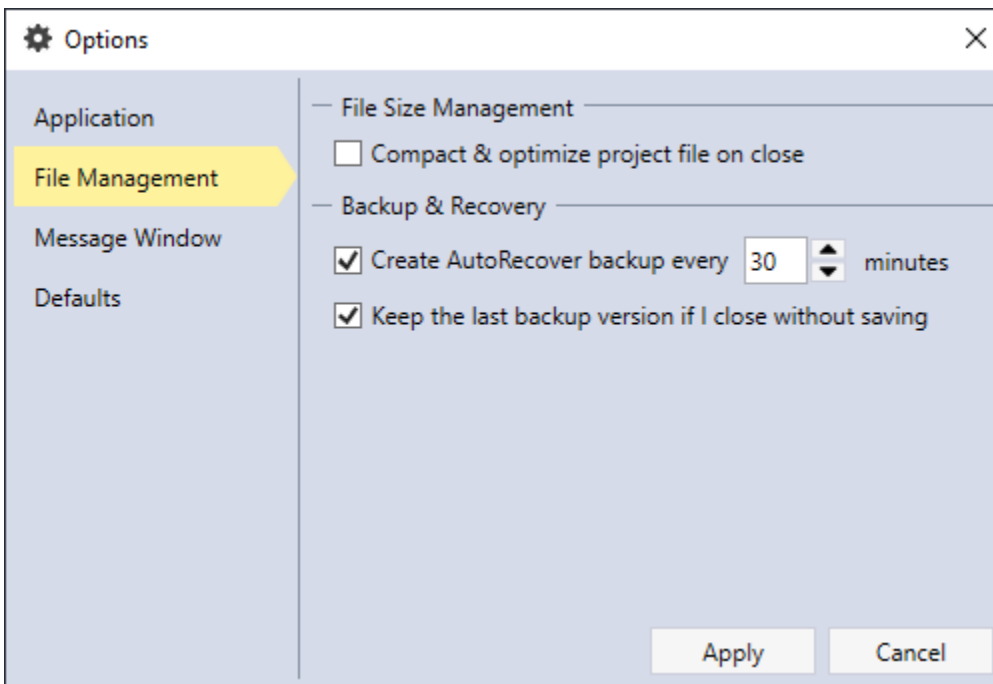 Options
Application
File Management
Message Window
Defaults
File Size Management
Compact & optimize project file on close
Backup & Recovery
Create AutoRecover backup every 30 minutes
Keep the last backup version if I close without saving
Apply Cancel